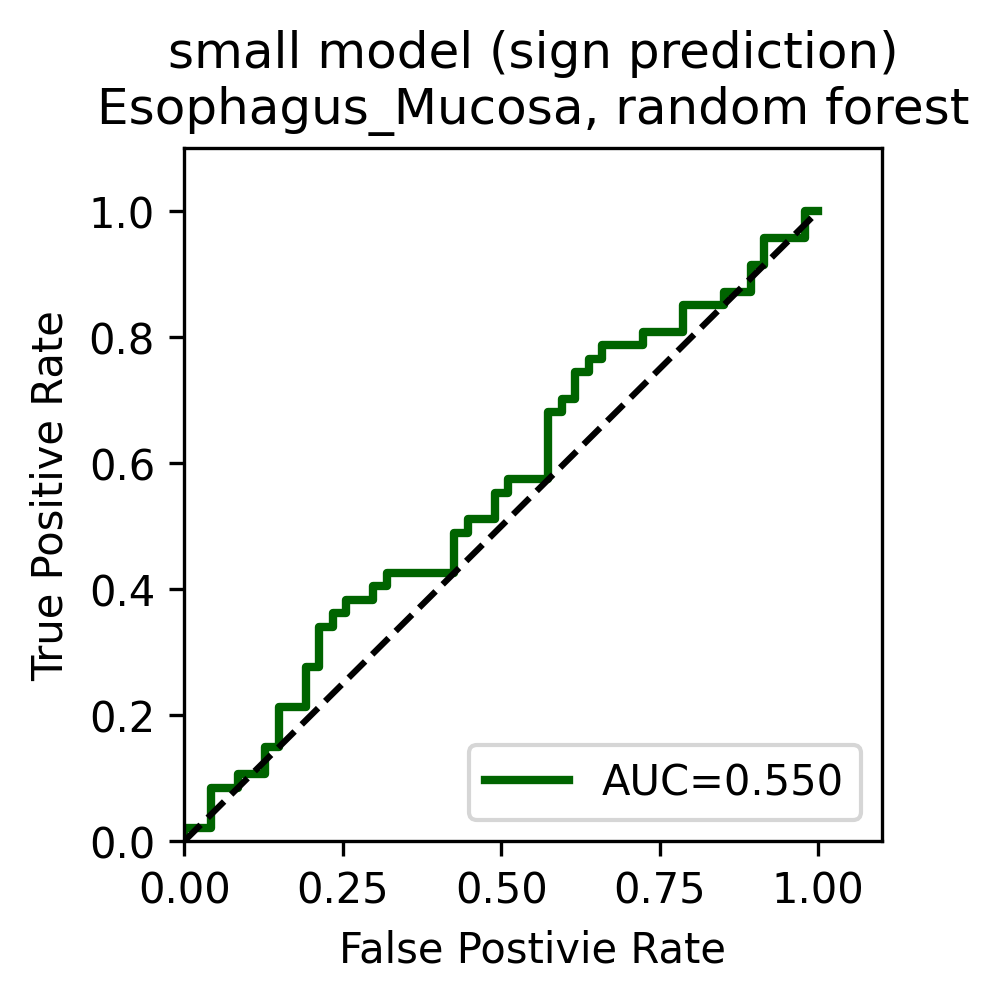 small model (sign prediction)
Esophagus_Mucosa, random forest
1.0
0.8
0.6
0.4
0.2
0.0
True Positive Rate
AUC=0.550
0.00 0.25 0.50 0.75 1.00
False Postivie Rate